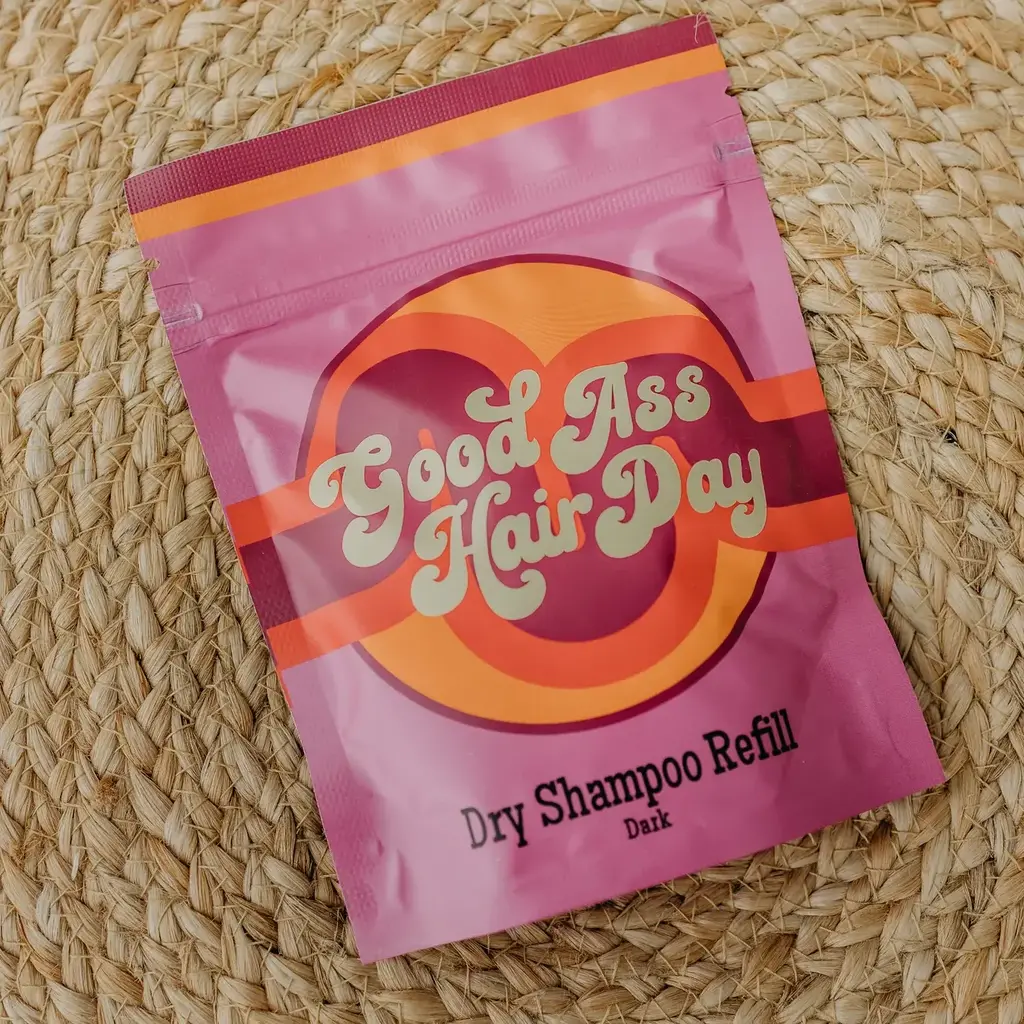 Good Ass
Hair Day
Dry Shampoo Refill
Dark